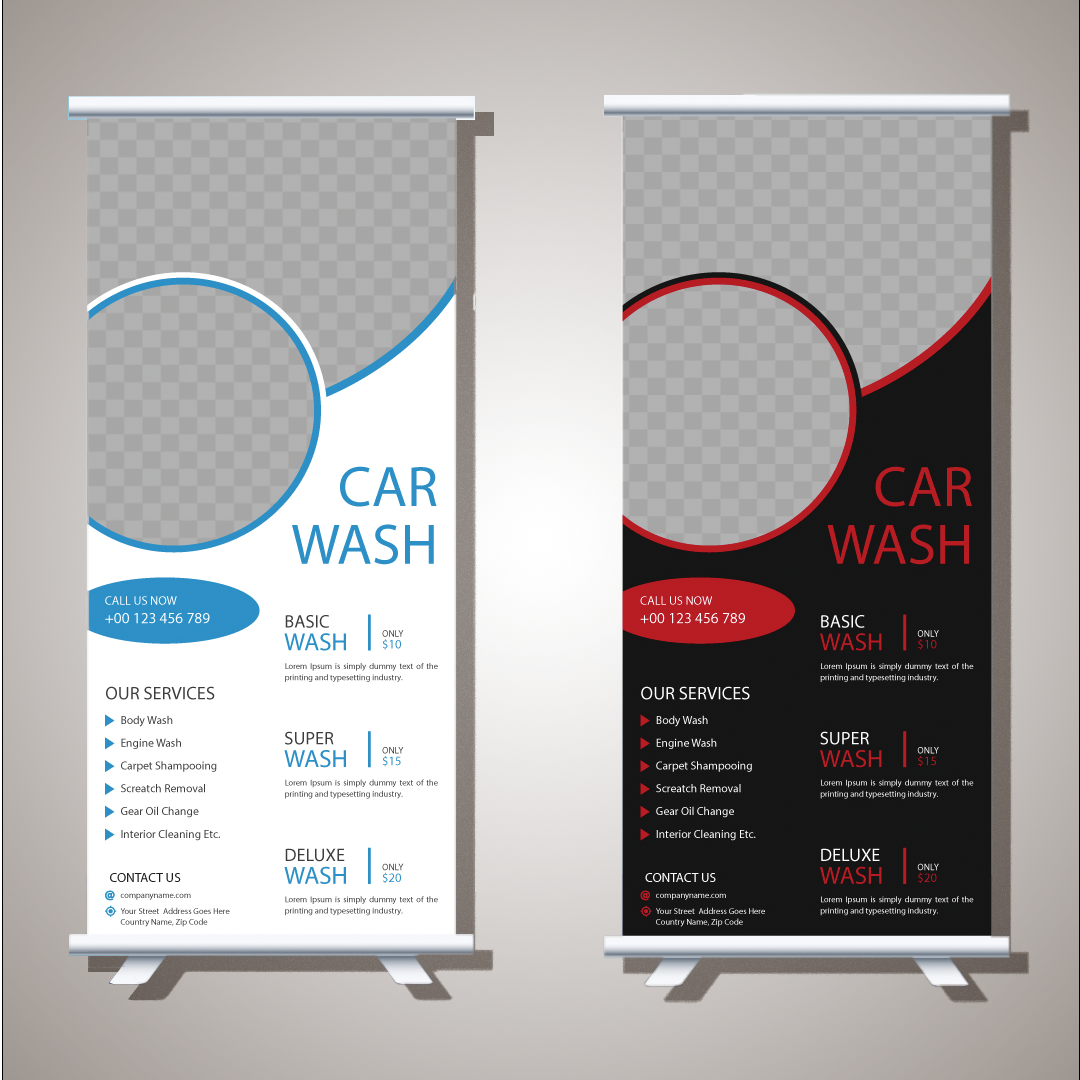 CAR
WASH
CALL US NOW
+00 123 456 789
OUR SERVICES
Body Wash
Engine Wash
Carpet Shampooing
Screatch Removal
Gear Oil Change
Interior Cleaning Etc.
CONTACT US
companyname.com
Your Street Address Goes Here
Country Name, Zip Code
BASIC
WASH
ONLY
$10
Lorem Ipsum is simply dummy text of the
printing and typesetting industry.
SUPER
WASH
ONLY
$15
Lorem Ipsum is simply dummy text of the
printing and typesetting industry.
DELUXE
WASH
ONLY
$20
Lorem Ipsum is simply dummy text of the
printing and typesetting industry.
CAR
WASH
CALL US NOW
+00 123 456 789
OUR SERVICES
Body Wash
Engine Wash
Carpet Shampooing
Screatch Removal
Gear Oil Change
Interior Cleaning Etc.
CONTACT US
companyname.com
Your Street Address Goes Here
Country Name, Zip Code
BASIC
WASH
ONLY
$10
Lorem Ipsum is simply dummy text of the
printing and typesetting industry.
SUPER
WASH
ONLY
$15
Lorem Ipsum is simply dummy text of the
printing and typesetting industry.
DELUXE
WASH
ONLY
$20
Lorem Ipsum is simply dummy text of the
printing and typesetting industry.